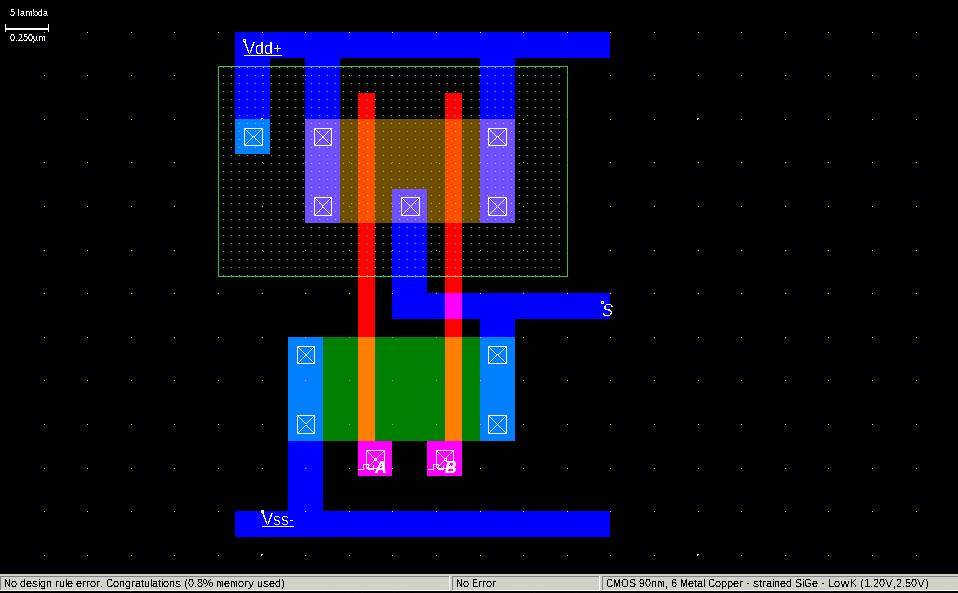 5 lambda
0.250µm
Vdd+
S
A
B
Vss-
No design rule error. Congratulations (0.8% memory used)
No Error
CMOS 90nm, 6 Metal Copper - strained SiGe - LowK (1.20V,2.50V)